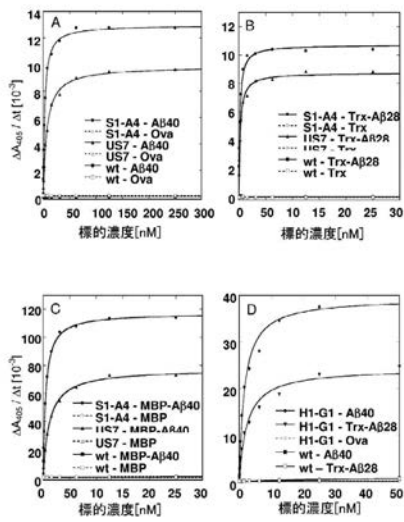 A
ΔA405 / Δt [10-3]
14
12
10
8
6
4
2
0
S1-A4 - Aβ40
S1-A4 - Ova
US7 - Aβ40
US7 - Ova
wt - Aβ40
wt - Ova
0 50 100 150 200 250 300
標的濃度[nM]
B
12
10
8
6
4
2
0
S1-A4 - Trx-Aβ28
S1-A4 - Trx
US7 - Trx-Aβ28
US7 - Trx
wt - Trx-Aβ28
wt - Trx
0 5 10 15 20 25 30
標的濃度[nM]
C
ΔA405 / Δt [10-3]
120
100
80
60
40
20
0
S1-A4 - MBP-Aβ40
S1-A4 - MBP
US7 - MBP-Aβ40
US7 - MBP
wt - MBP-Aβ40
wt - MBP
0 5 10 15 20 25 30
標的濃度[nM]
D
40
30
20
10
0
H1-G1 - Aβ40
H1-G1 - Trx-Aβ28
H1-G1 - Ova
wt - Aβ40
wt - Trx-Aβ28
0 10 20 30 40 50
標的濃度[nM]